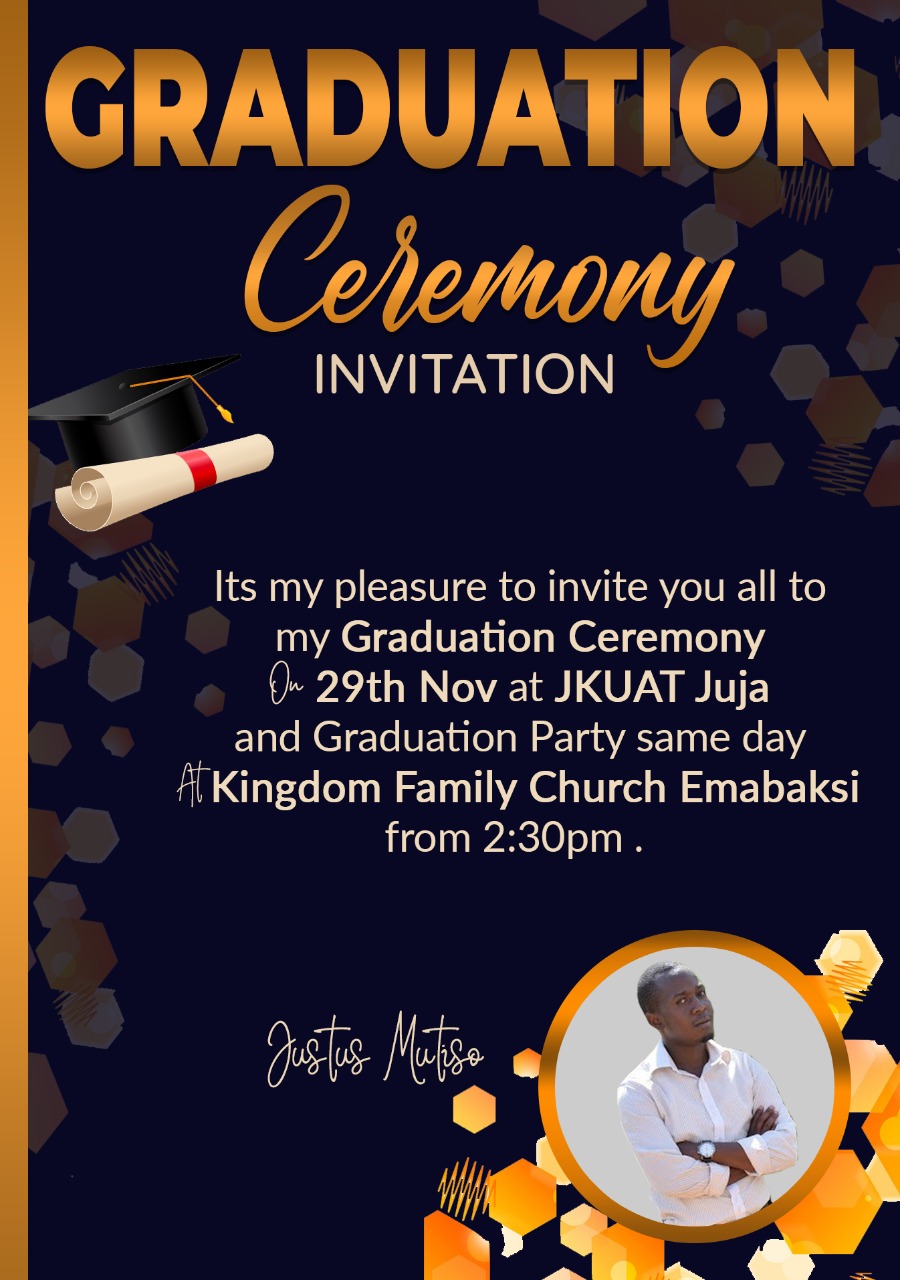 GRADUATION
Ceremony
INVITATION
Its my pleasure to invite you all to
my Graduation Ceremony
On 29th Nov at JKUAT Juja
and Graduation Party same day
At Kingdom Family Church Emabaksi
from 2:30pm .
Justus Mutiso